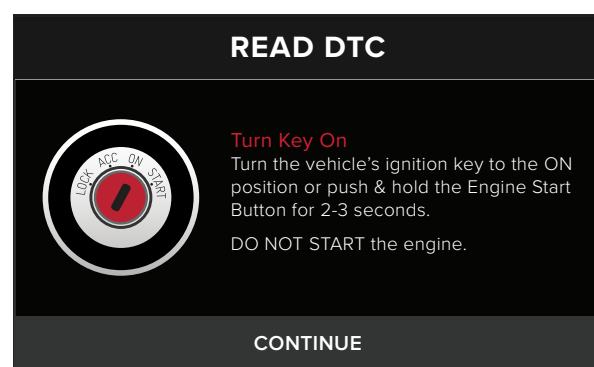 READ DTC
LOCK ACC ON START
Turn Key On
Turn the vehicle's ignition key to the ON
position or push & hold the Engine Start
Button for 2-3 seconds.
DO NOT START the engine.
CONTINUE